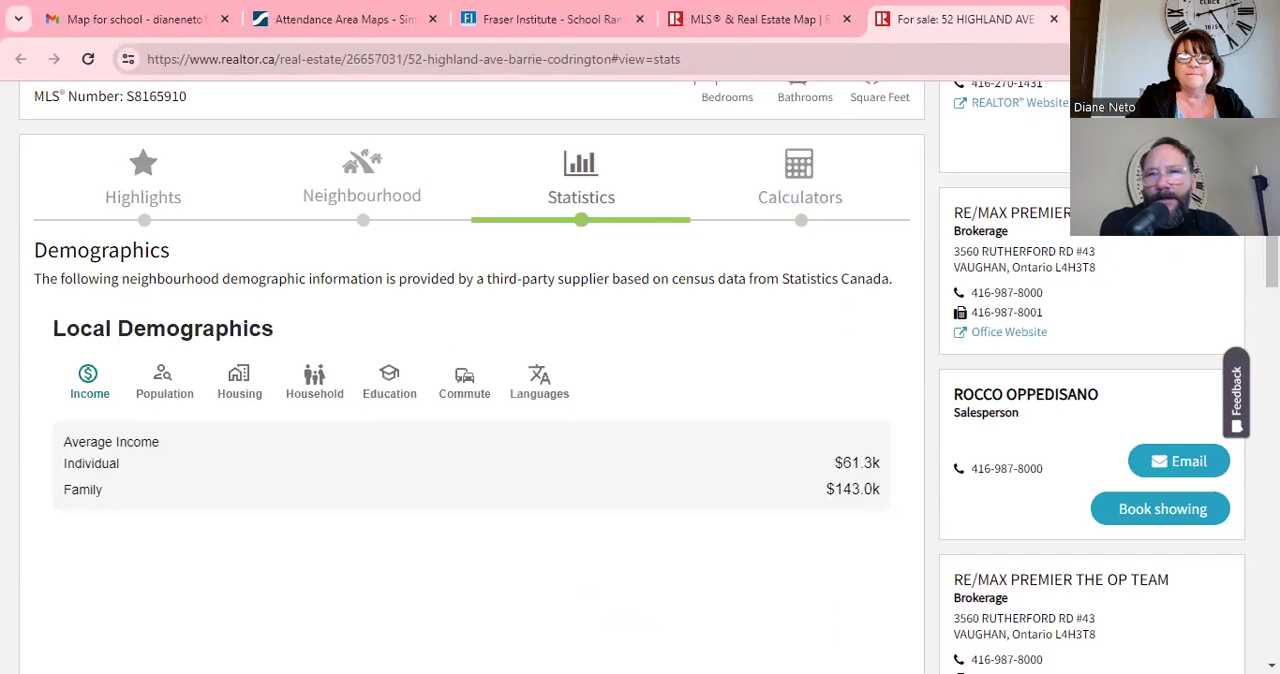 Map for school - dianenetol
Attendance Area Maps - Sim
Fraser Institute - School Ran
MLS® & Real Estate Map | R
For sale: 52 HIGHLAND AVE
https://www.realtor.ca/real-estate/26657031/52-highland-ave-barrie-codrington#view=stats
CLOCK
Diane Neto
MLS® Number: S8165910
Bedrooms
Bathrooms
Square Feet
416-270-1431
REALTOR® Website
Highlights
Neighbourhood
Statistics
Calculators
Demographics
The following neighbourhood demographic information is provided by a third-party supplier based on census data from Statistics Canada.
Local Demographics
Income
Population
Housing
Household
Education
Commute
Languages
Average Income
Individual $61.3k
Family $143.0k
RE/MAX PREMIER
Brokerage
3560 RUTHERFORD RD #43
VAUGHAN, Ontario L4H3T8
416-987-8000
416-987-8001
Office Website
Feedback
ROCCO OPPEDISANO
Salesperson
416-987-8000
Email
Book showing
RE/MAX PREMIER THE OP TEAM
Brokerage
3560 RUTHERFORD RD #43
VAUGHAN, Ontario L4H3T8
416-987-8000